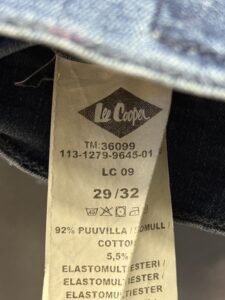 Lee Cooper
TM:36099
113-1279-9645-01
LC 09
29/32
92% PUUVILLA / BOMULL /
COTTON
5,5%
ELASTOMULTIESTERI /
ELASTOMULTIESTER /